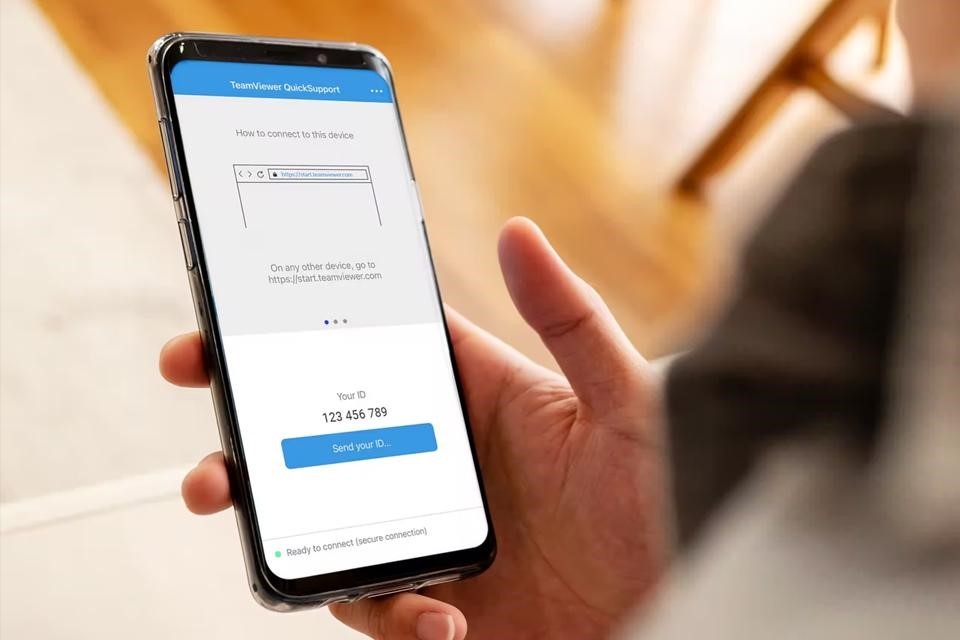 TeamViewer QuickSupport
How to connect to this device
https://start.teamviewer.com
On any other device, go to
https://start.teamviewer.com
Your ID
123 456 789
Send your ID...
Ready to connect (secure connection)